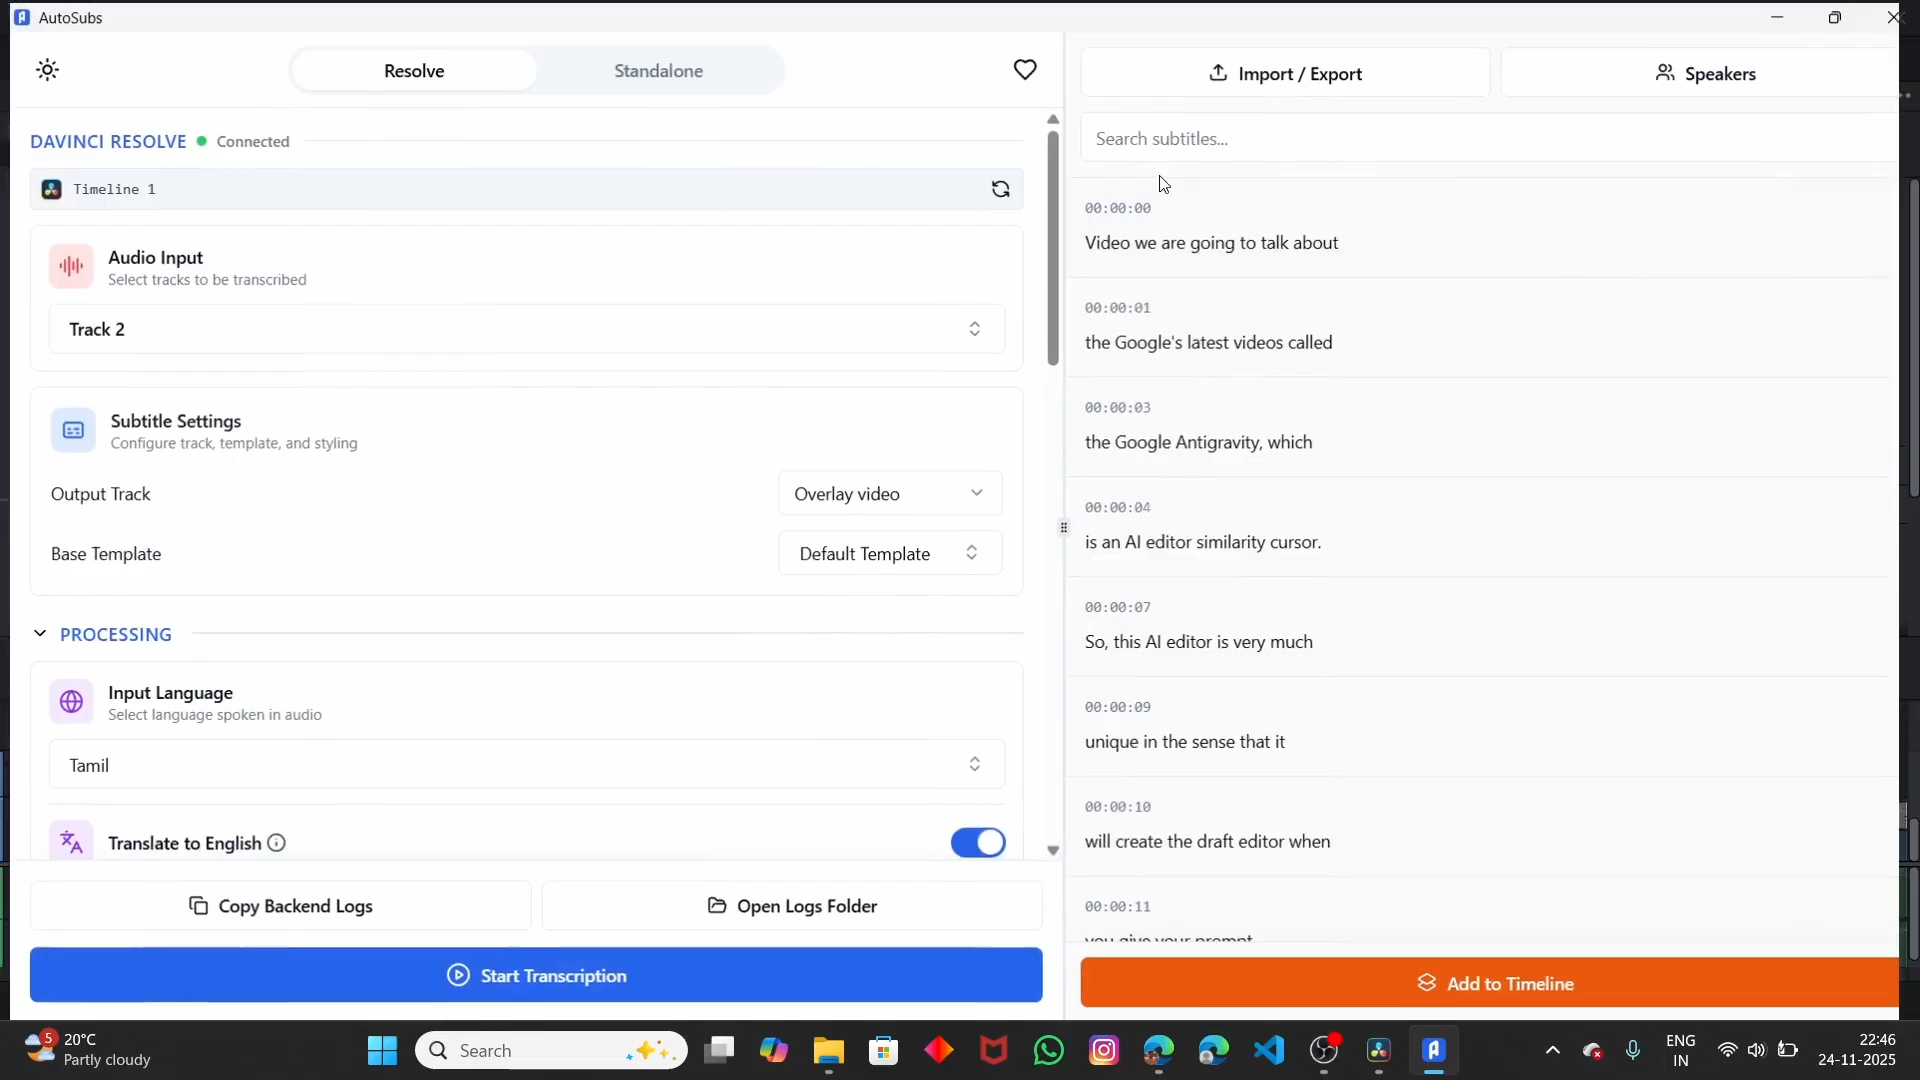 AutoSubs
Resolve
Standalone
Import / Export
Speakers
DAVINCI RESOLVE
Connected
Search subtitles...
Timeline 1
00:00:00
Video we are going to talk about
Audio Input
Select tracks to be transcribed
Track 2
00:00:01
the Google's latest videos called
Subtitle Settings
Configure track, template, and styling
00:00:03
the Google Antigravity, which
Output Track
Overlay video
Base Template
Default Template
00:00:04
is an AI editor similarity cursor.
PROCESSING
00:00:07
So, this AI editor is very much
Input Language
Select language spoken in audio
Tamil
00:00:09
unique in the sense that it
Translate to English
00:00:10
will create the draft editor when
Copy Backend Logs
Open Logs Folder
00:00:11
you give your prompt
Start Transcription
Add to Timeline
5
20°C
Partly cloudy
Search
ENG
IN
22:46
24-11-2025